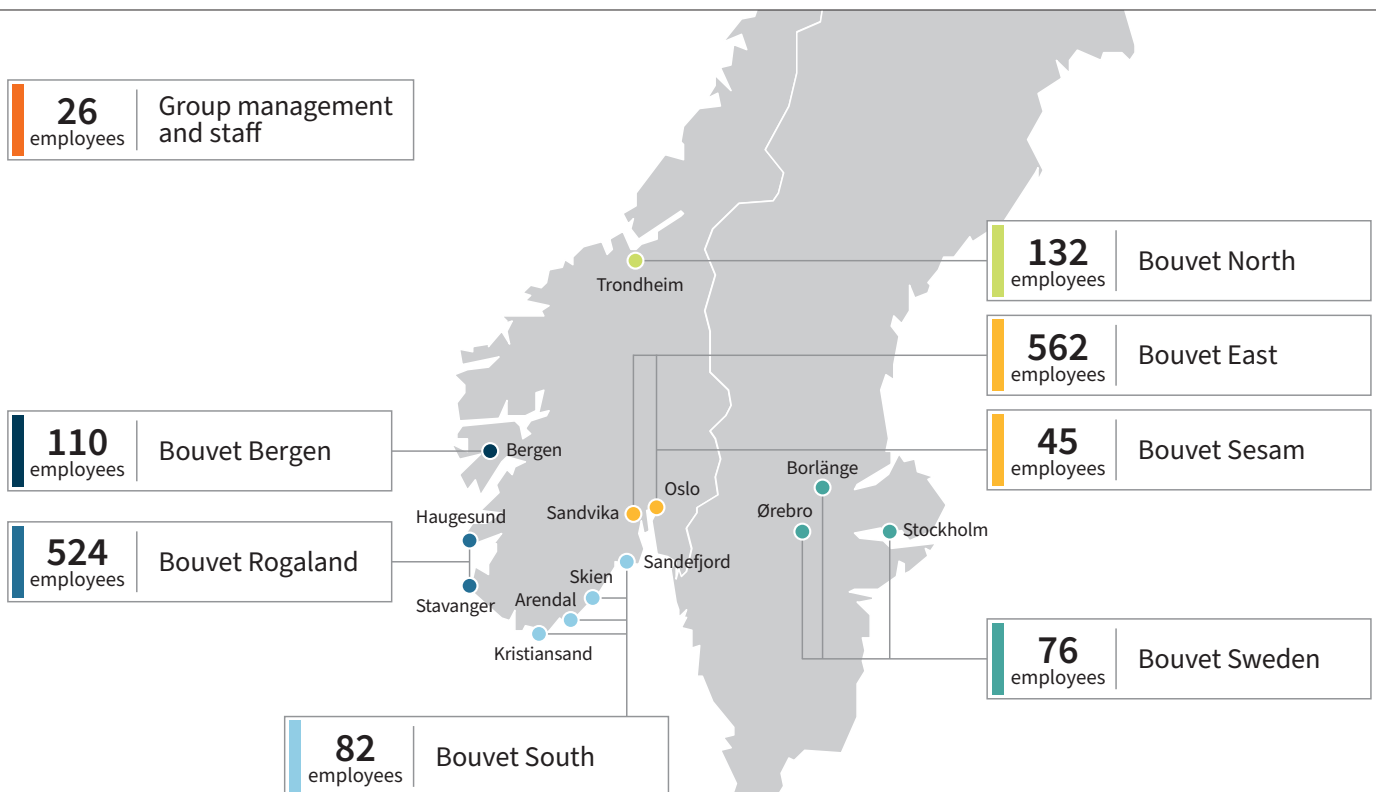 26
employees
Group management
and staff
132
employees
Bouvet North
Trondheim
562
employees
Bouvet East
110
employees
Bouvet Bergen
Bergen
45
employees
Bouvet Sesam
Borlänge
Oslo
Sandvika
Ørebro
Stockholm
Haugesund
524
employees
Bouvet Rogaland
Stavanger
Sandefjord
Skien
Arendal
Kristiansand
76
employees
Bouvet Sweden
82
employees
Bouvet South